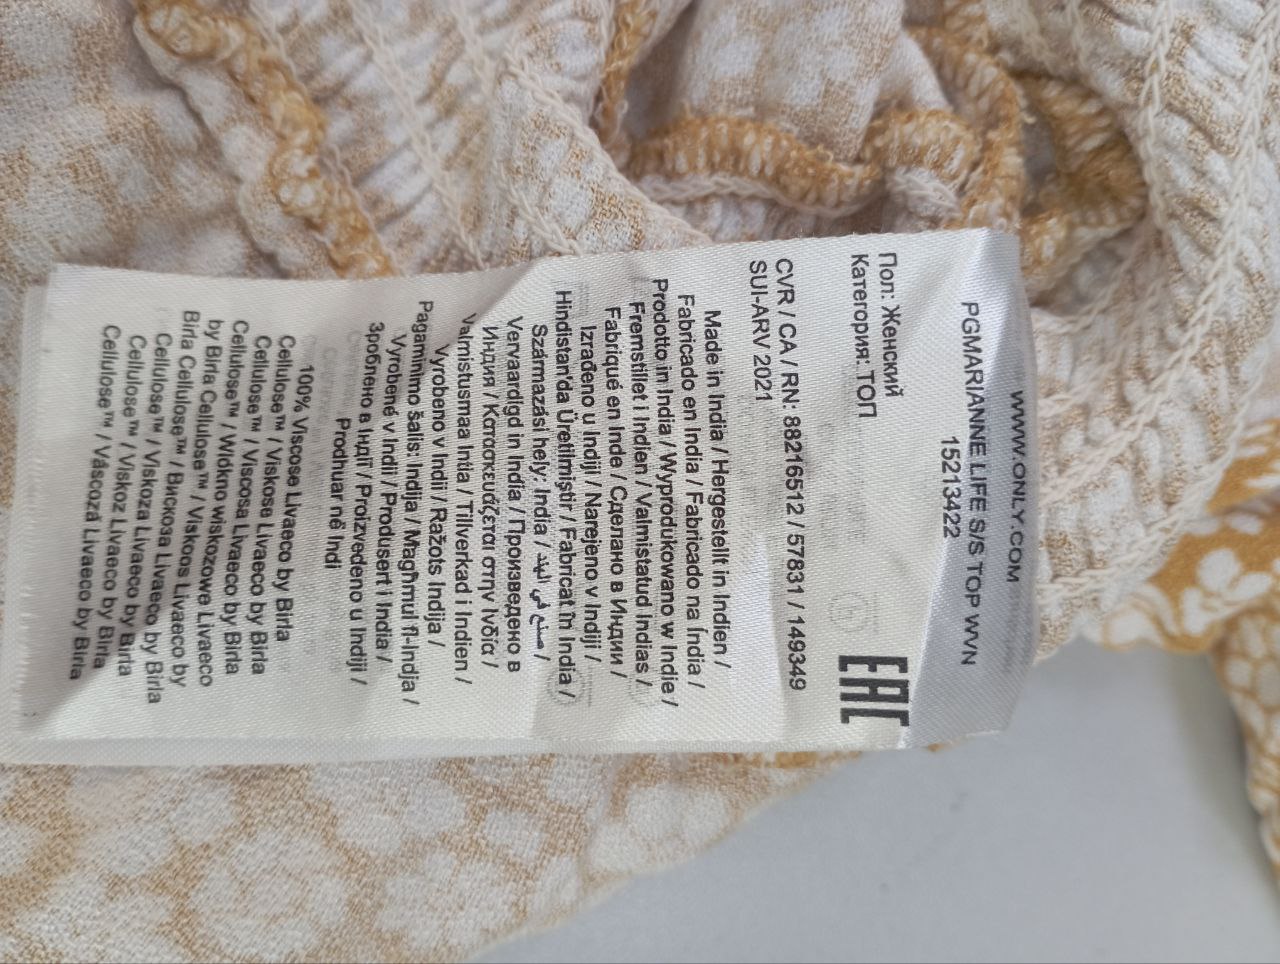 WWW.ONLY.COM
PGMARIANNE LIFE S/S TOP WVN
15213422
Пол: Женский
Категория: ТОП
EAC
CVR / CA / RN: 88216512 / 57831 / 149349
SUI-ARV 2021
Made in India / Hergestellt in Indien /
Fabricado en India / Fabricado na Índia /
Prodotto in India / Wyprodukowano w Indie /
Fremstillet i Indien / Valmistatud Indias /
Fabriqué en Inde / Сделано в Индии /
Izrađeno u Indiji / Narejeno v Indiji /
Hindistan'da Üretilmiştir / Fabricat în India /
Származási hely: India / صنع في الهند /
Vervaardigd in India / Произведено в
Индия / Κατασκευάζεται στην Ινδία /
Valmistusmaa Intia / Tillverkad i Indien /
Vyrobeno v Indii / Ražots Indija /
Pagaminimo šalis: Indija / Magħmul fl-Indja /
Vyrobené v Indii / Produsert i India /
Зроблено в Індії / Proizvedeno u Indiji /
Prodhuar në Indi
100% Viscose Livaeco by Birla
Cellulose™ / Viskose Livaeco by Birla
Cellulose™ / Viscosa Livaeco by Birla
Cellulose™ / Włókno wiskozowe Livaeco
by Birla Cellulose™ / Viskoos Livaeco by
Birla Cellulose™ / Вискоза Livaeco by Birla
Cellulose™ / Viskoza Livaeco by Birla
Cellulose™ / Viskoz Livaeco by Birla
Cellulose™ / Vâscoză Livaeco by Birla